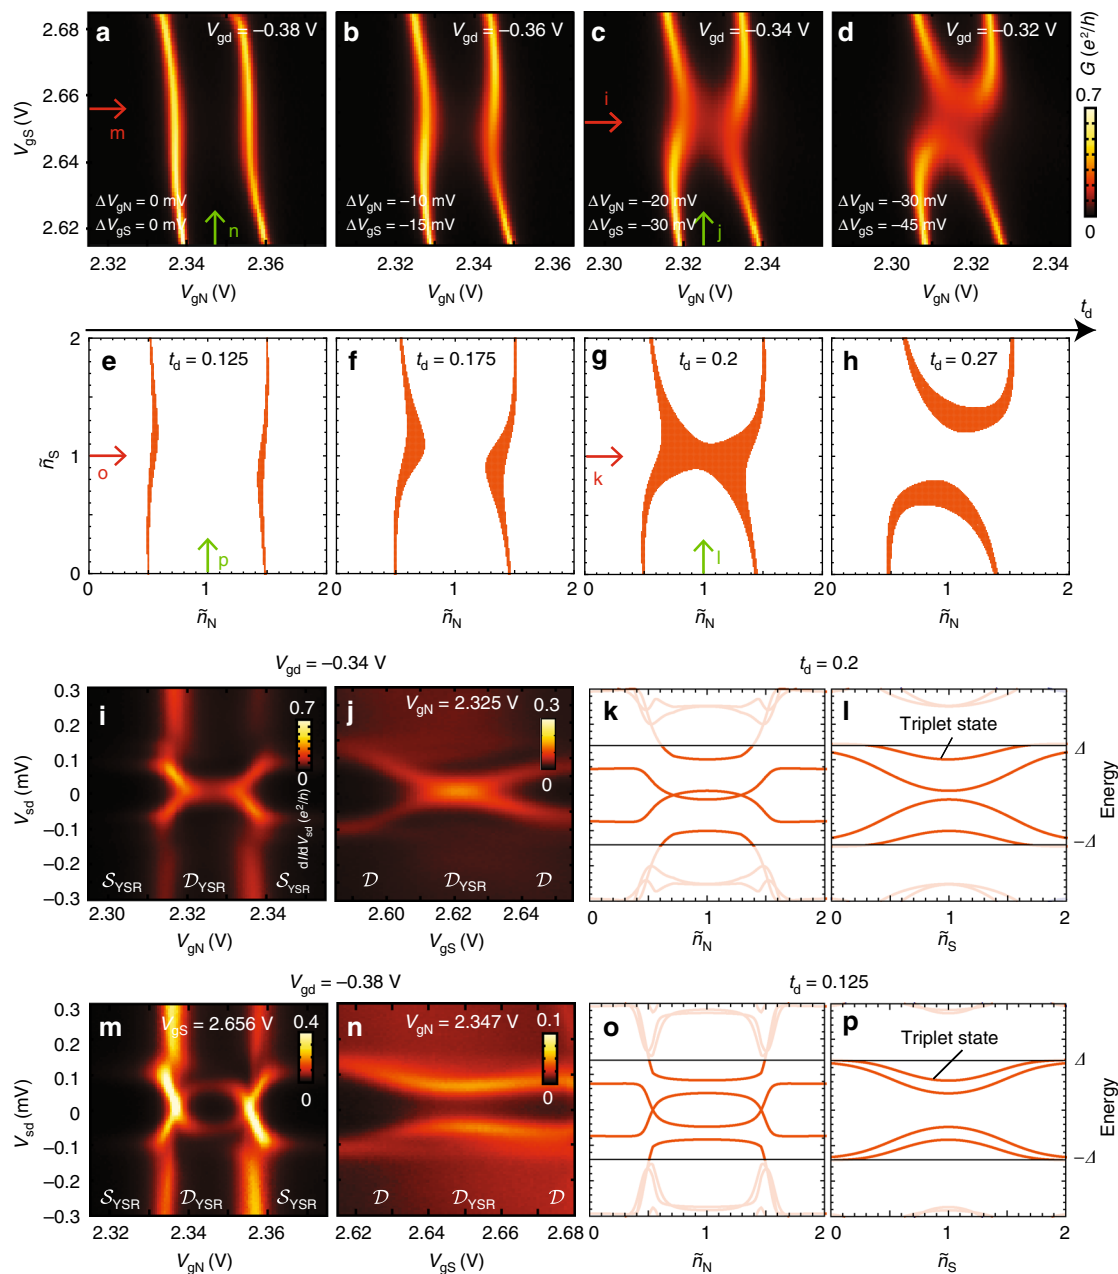 a V_gd = −0.38 V
b V_gd = −0.36 V
c V_gd = −0.34 V
d V_gd = −0.32 V
G (e²/h)
0.7
0
V_gS (V)
2.68
2.66
2.64
2.62
m
n
i
j
ΔV_gN = 0 mV
ΔV_gS = 0 mV
ΔV_gN = −10 mV
ΔV_gS = −15 mV
ΔV_gN = −20 mV
ΔV_gS = −30 mV
ΔV_gN = −30 mV
ΔV_gS = −45 mV
2.32 2.34 2.36
2.32 2.34 2.36
2.30 2.32 2.34
2.30 2.32 2.34
V_gN (V)
V_gN (V)
V_gN (V)
V_gN (V)
t_d
e t_d = 0.125
f t_d = 0.175
g t_d = 0.2
h t_d = 0.27
2
1
0
ñ_S
o
p
k
l
0 1 2
1 2
0 1 2
0 1 2
ñ_N
ñ_N
ñ_N
ñ_N
V_gd = −0.34 V
t_d = 0.2
i
0.7
0
dI/dV_sd (e²/h)
j V_gN = 2.325 V
0.3
0
k
l
Triplet state
Δ
−Δ
Energy
V_sd (mV)
0.3
0.2
0.1
0
−0.1
−0.2
−0.3
𝒮_YSR 𝒟_YSR 𝒮_YSR
𝒟 𝒟_YSR 𝒟
2.30 2.32 2.34
2.60 2.62 2.64
0 1 2
0 1 2
V_gN (V)
V_gS (V)
ñ_N
ñ_S
V_gd = −0.38 V
t_d = 0.125
m V_gS = 2.656 V
0.4
0
n V_gN = 2.347 V
0.1
0
o
p
Triplet state
Δ
−Δ
Energy
V_sd (mV)
0.3
0.2
0.1
0
−0.1
−0.2
−0.3
𝒮_YSR 𝒟_YSR 𝒮_YSR
𝒟 𝒟_YSR 𝒟
2.32 2.34 2.36
2.62 2.64 2.66 2.68
0 1 2
0 1 2
V_gN (V)
V_gS (V)
ñ_N
ñ_S